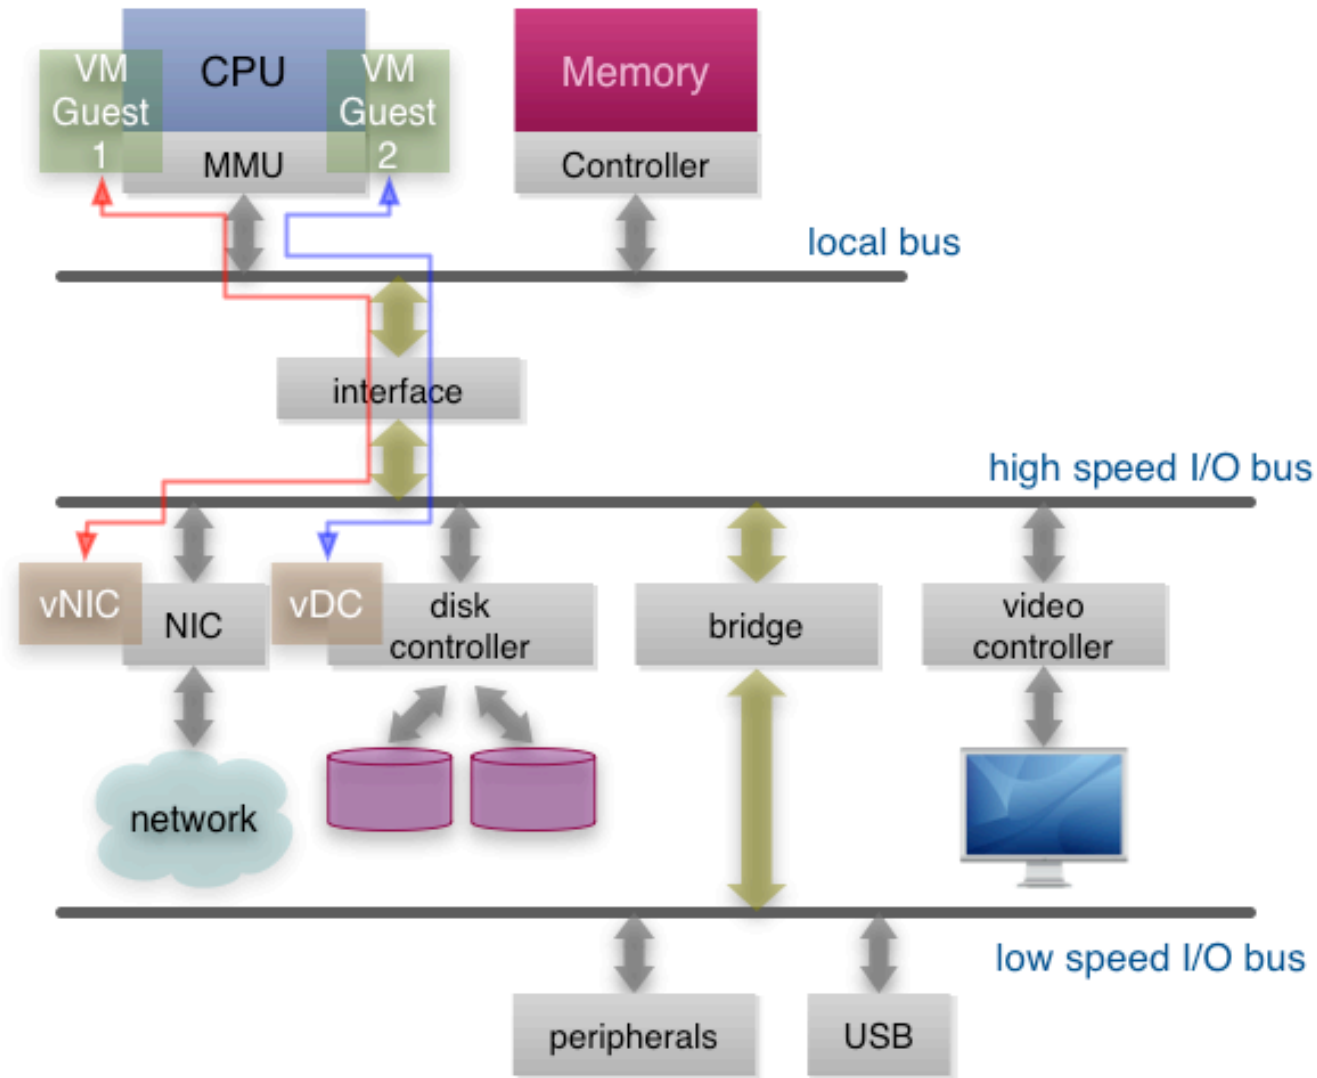 VM
Guest
1
CPU
MMU
VM
Guest
2
Memory
Controller
local bus
interface
high speed I/O bus
vNIC
NIC
vDC
disk
controller
bridge
video
controller
network
low speed I/O bus
peripherals
USB